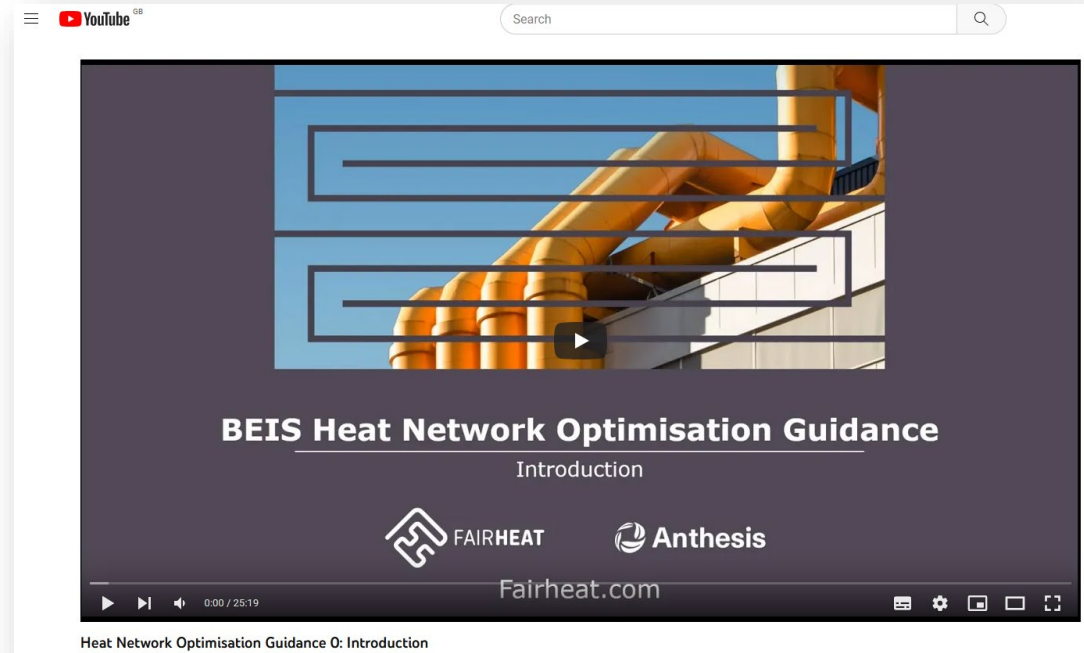 YouTube GB
Search
BEIS Heat Network Optimisation Guidance
Introduction
FAIRHEAT
Anthesis
Fairheat.com
0:00 / 25:19
Heat Network Optimisation Guidance 0: Introduction